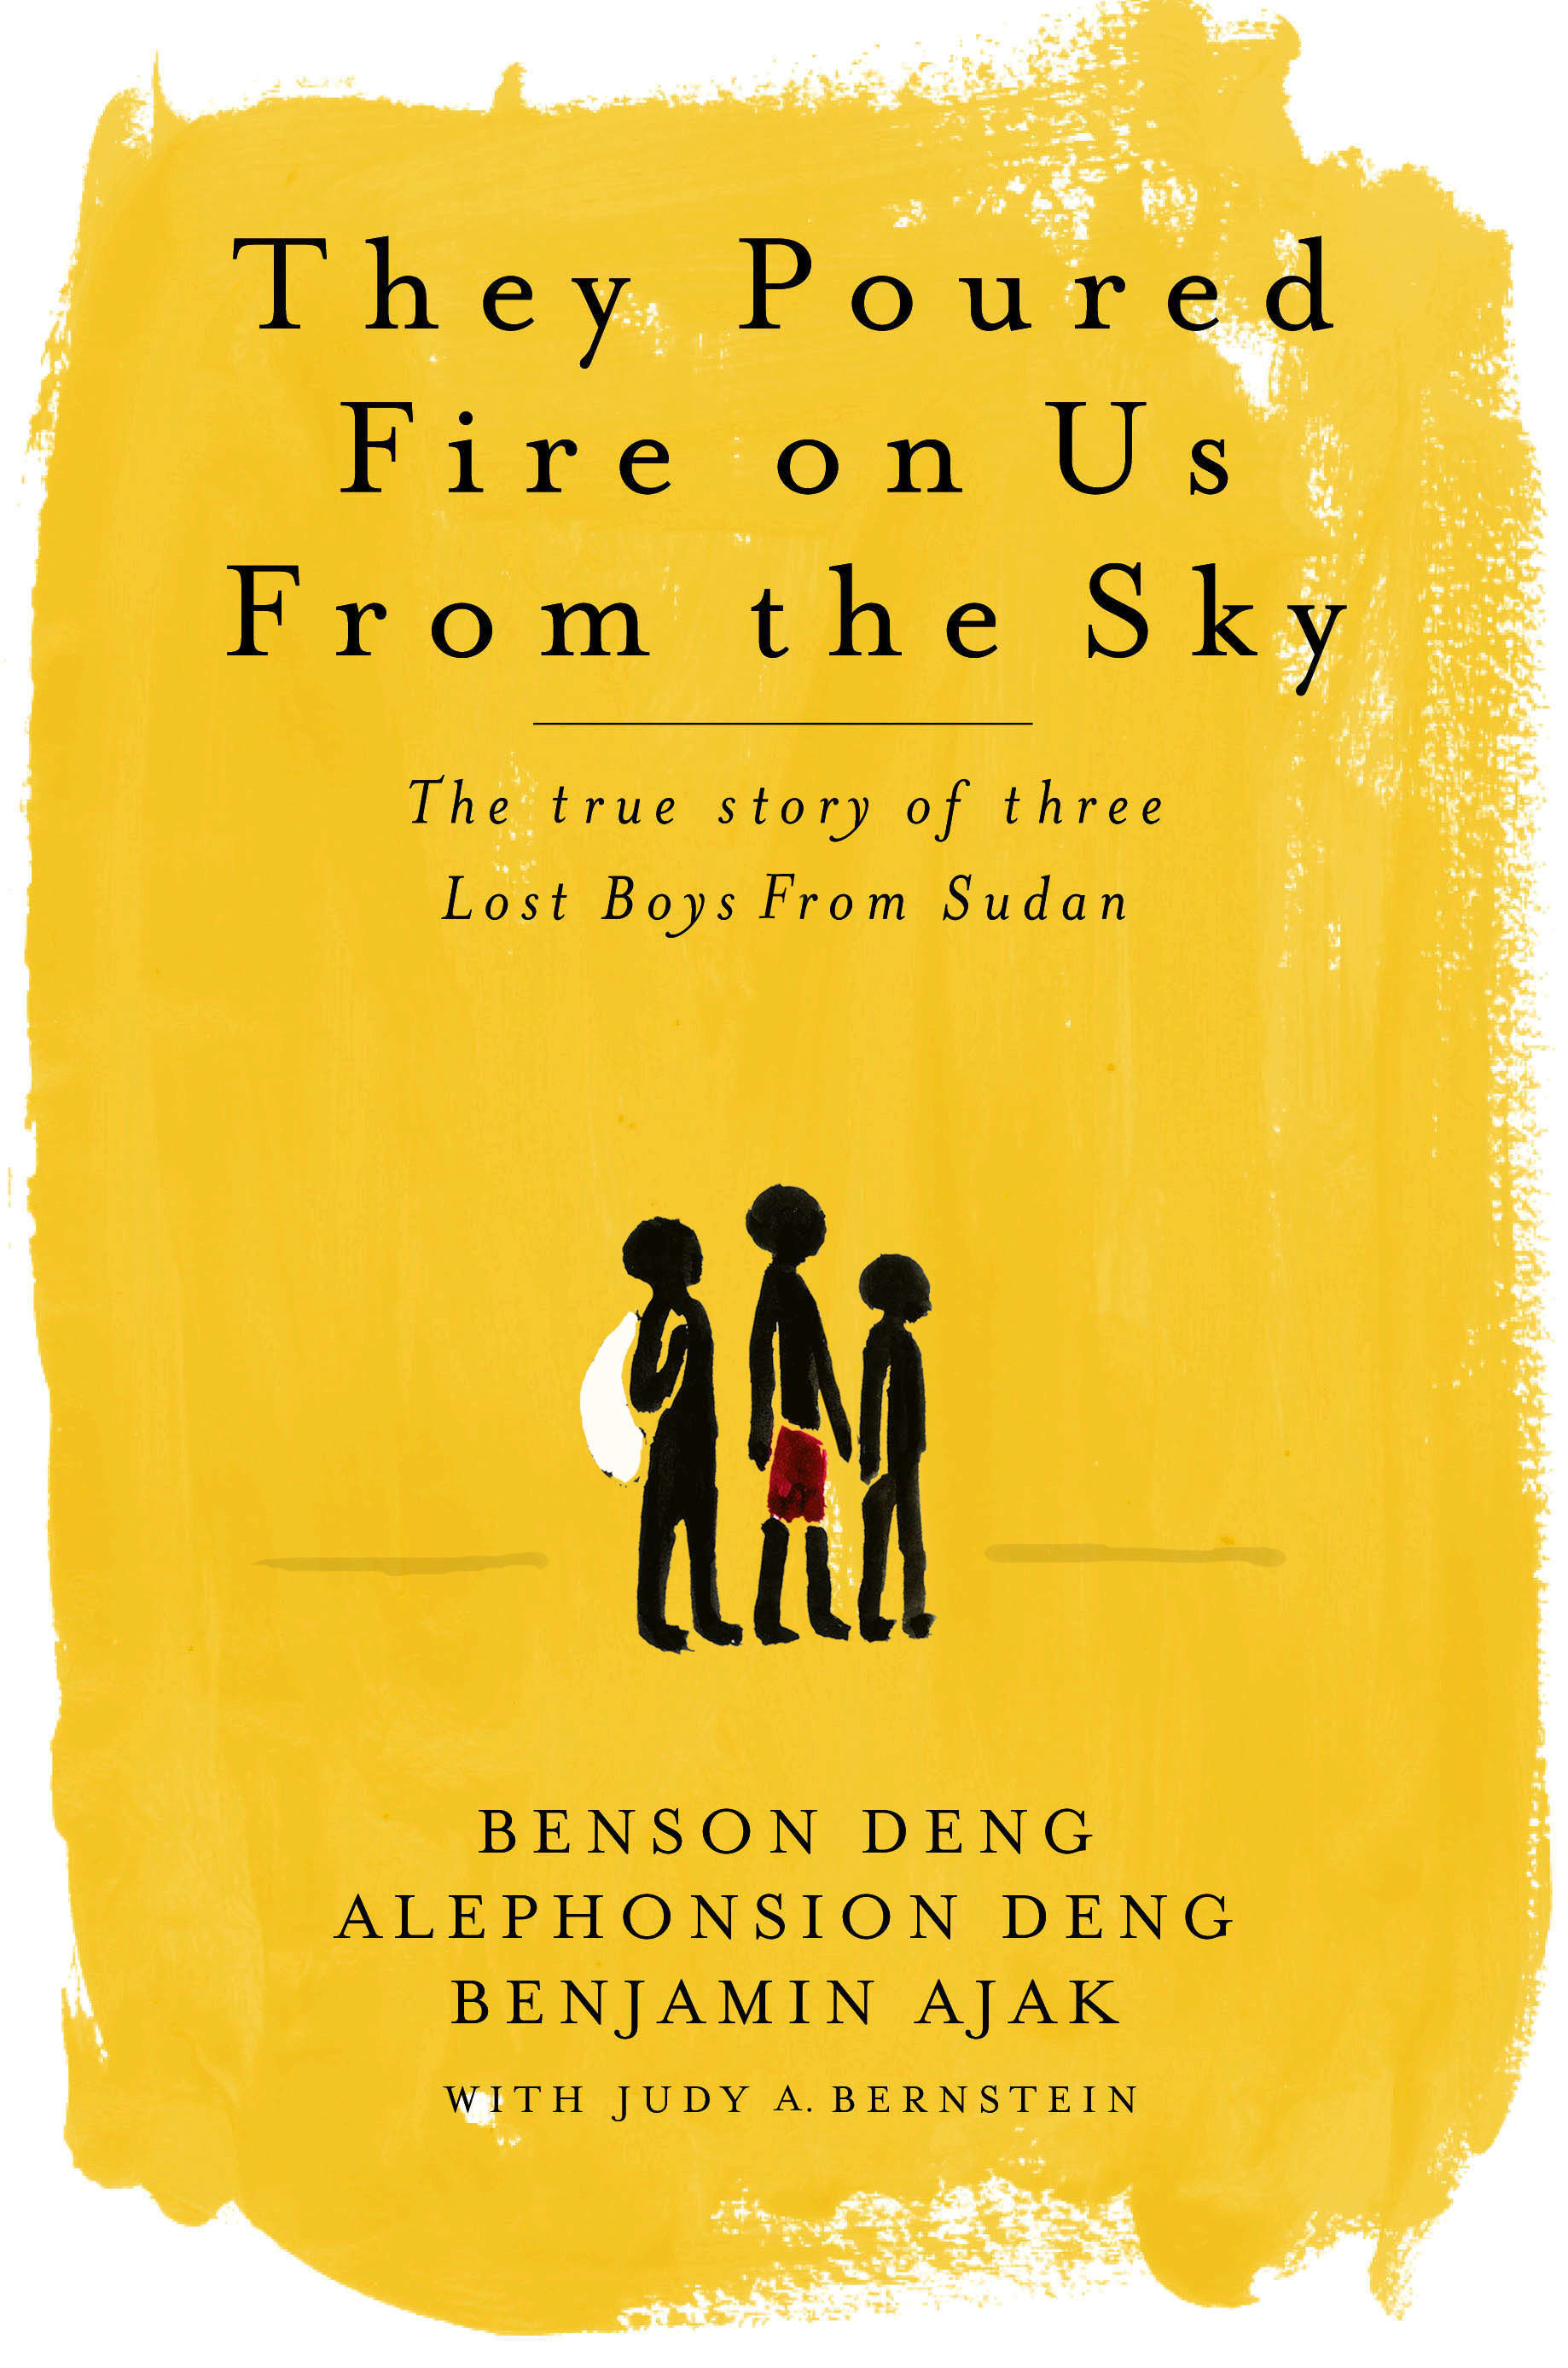 They Poured
Fire on Us
From the Sky
The true story of three
Lost Boys From Sudan
BENSON DENG
ALEPHONSION DENG
BENJAMIN AJAK
WITH JUDY A. BERNSTEIN